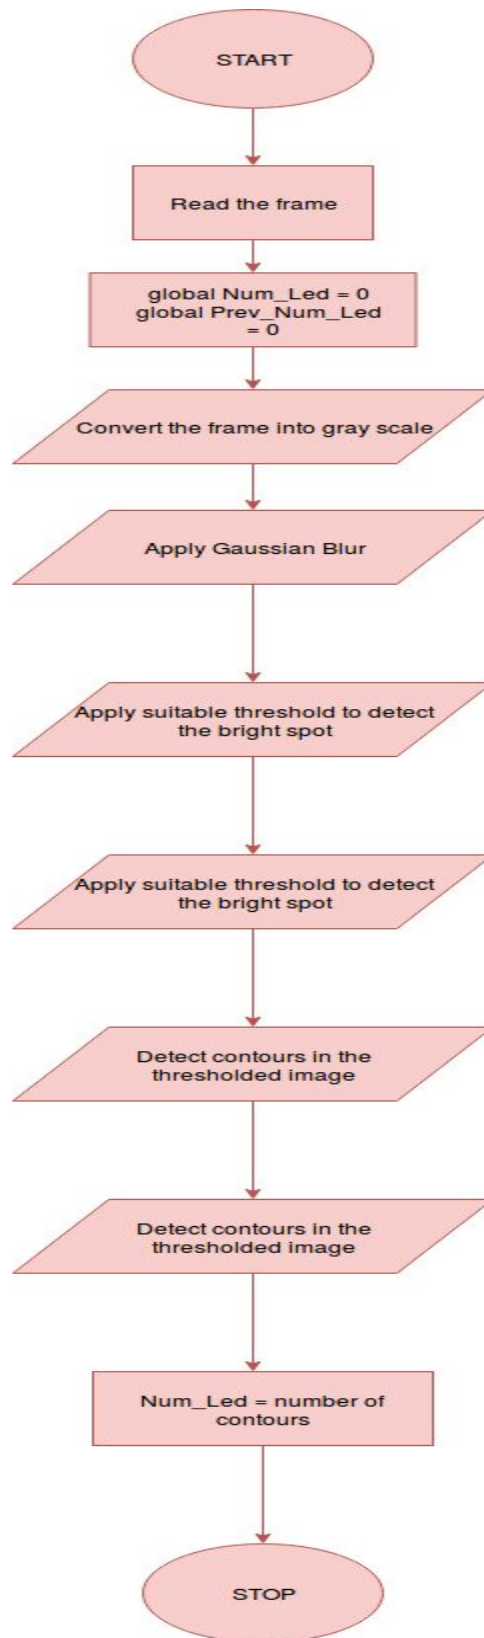 START
Read the frame
global Num_Led = 0
global Prev_Num_Led
= 0
Convert the frame into gray scale
Apply Gaussian Blur
Apply suitable threshold to detect
the bright spot
Apply suitable threshold to detect
the bright spot
Detect contours in the
thresholded image
Detect contours in the
thresholded image
Num_Led = number of
contours
STOP